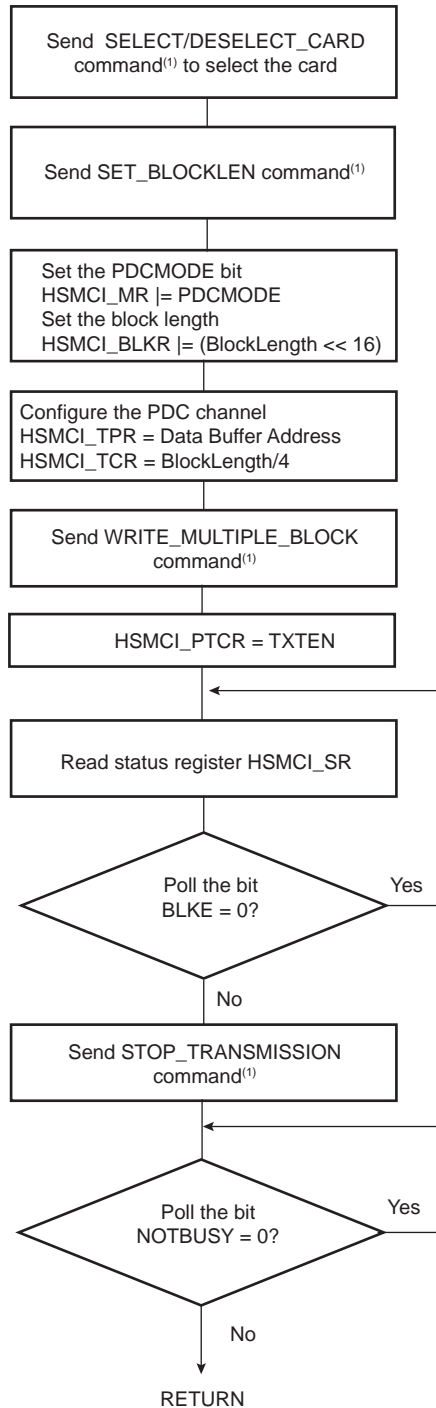 Send SELECT/DESELECT_CARD
command(1) to select the card
Send SET_BLOCKLEN command(1)
Set the PDCMODE bit
HSMCI_MR |= PDCMODE
Set the block length
HSMCI_BLKR |= (BlockLength << 16)
Configure the PDC channel
HSMCI_TPR = Data Buffer Address
HSMCI_TCR = BlockLength/4
Send WRITE_MULTIPLE_BLOCK
command(1)
HSMCI_PTCR = TXTEN
Read status register HSMCI_SR
Poll the bit
BLKE = 0?
Yes
No
Send STOP_TRANSMISSION
command(1)
Poll the bit
NOTBUSY = 0?
Yes
No
RETURN